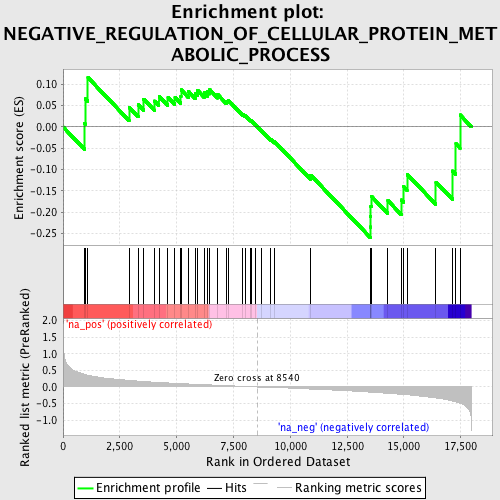 Enrichment plot:
NEGATIVE_REGULATION_OF_CELLULAR_PROTEIN_MET
ABOLIC_PROCESS
Enrichment score (ES)
0.10
0.05
0.00
-0.05
-0.10
-0.15
-0.20
-0.25
'na_pos' (positively correlated)
Ranked list metric (PreRanked)
2.0
1.5
1.0
0.5
0.0
-0.5
-1.0
Zero cross at 8540
'na_neg' (negatively correlated)
0 2,500 5,000 7,500 10,000 12,500 15,000 17,500
Rank in Ordered Dataset
Enrichment profile Hits Ranking metric scores